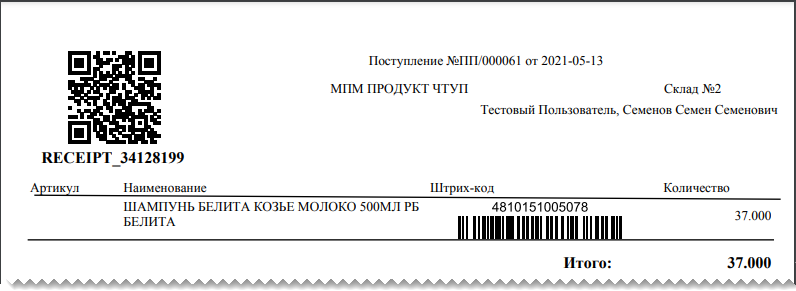 Поступление №ПП/000061 от 2021-05-13
МПМ ПРОДУКТ ЧТУП Склад №2
Тестовый Пользователь, Семенов Семен Семенович
RECEIPT_34128199
Артикул Наименование Штрих-код Количество
ШАМПУНЬ БЕЛИТА КОЗЬЕ МОЛОКО 500МЛ РБ 4810151005078 37.000
БЕЛИТА
Итого: 37.000